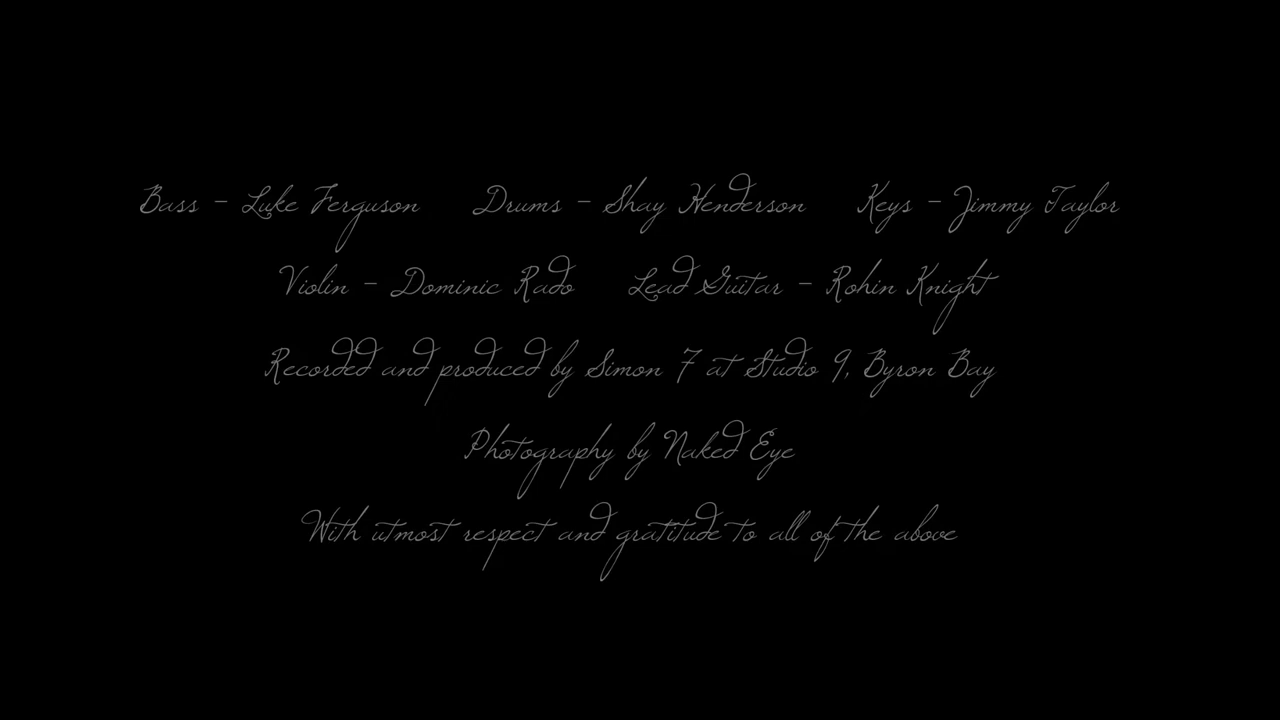 Bass - Luke Ferguson Drums - Shay Henderson Keys - Jimmy Taylor
Violin - Dominic Rado Lead Guitar - Rohin Knight
Recorded and produced by Simon 7 at Studio 9, Byron Bay
Photography by Naked Eye
With utmost respect and gratitude to all of the above